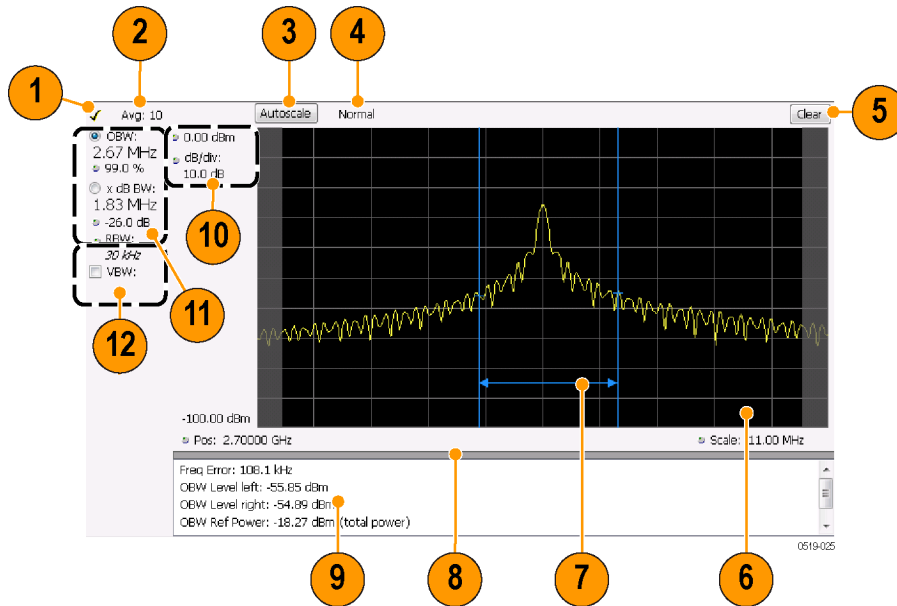 2
3
4
1
5
Avg: 10
Autoscale
Normal
Clear
OBW:
2.67 MHz
99.0 %
x dB BW:
1.83 MHz
-26.0 dB
RBW:
30 kHz
VBW:
0.00 dBm
dB/div:
10.0 dB
10
11
12
-100.00 dBm
Pos: 2.70000 GHz
Scale: 11.00 MHz
Freq Error: 108.1 kHz
OBW Level left: -55.85 dBm
OBW Level right: -54.89 dBm
OBW Ref Power: -18.27 dBm (total power)
0519-025
9
8
7
6